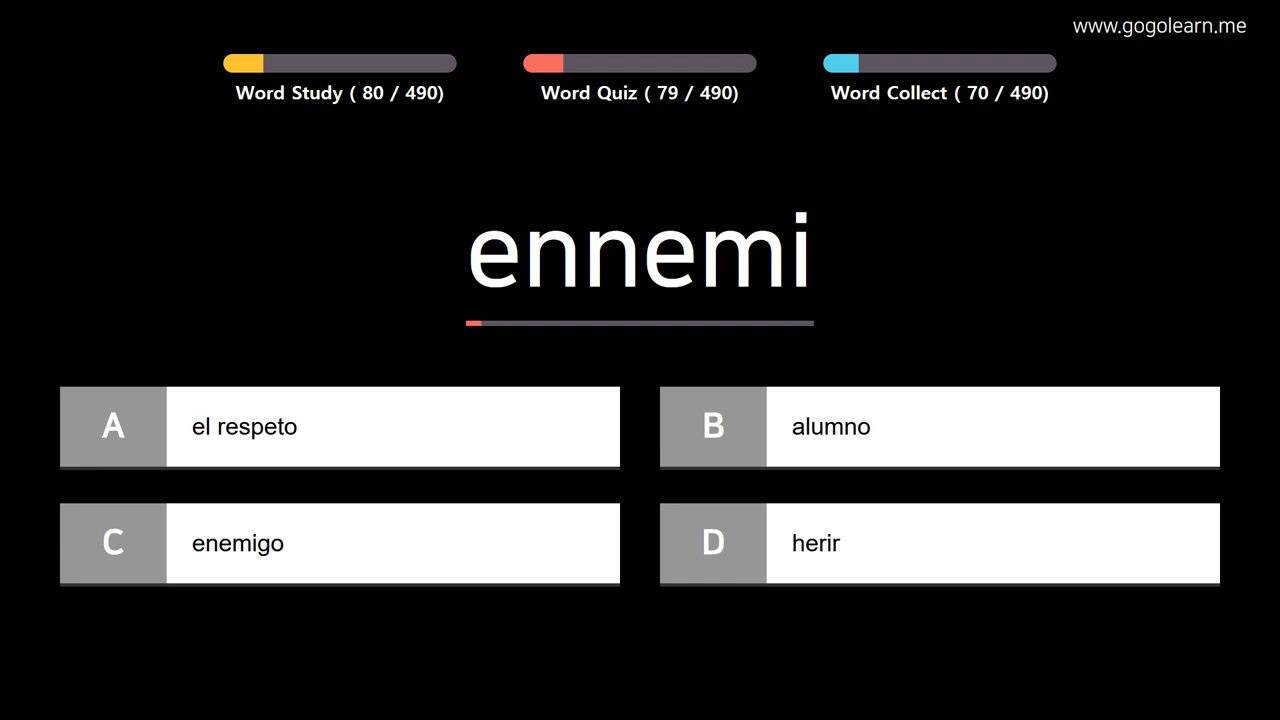 www.gogolearn.me
Word Study ( 80 / 490)
Word Quiz ( 79 / 490)
Word Collect ( 70 / 490)
ennemi
A el respeto
B alumno
C enemigo
D herir